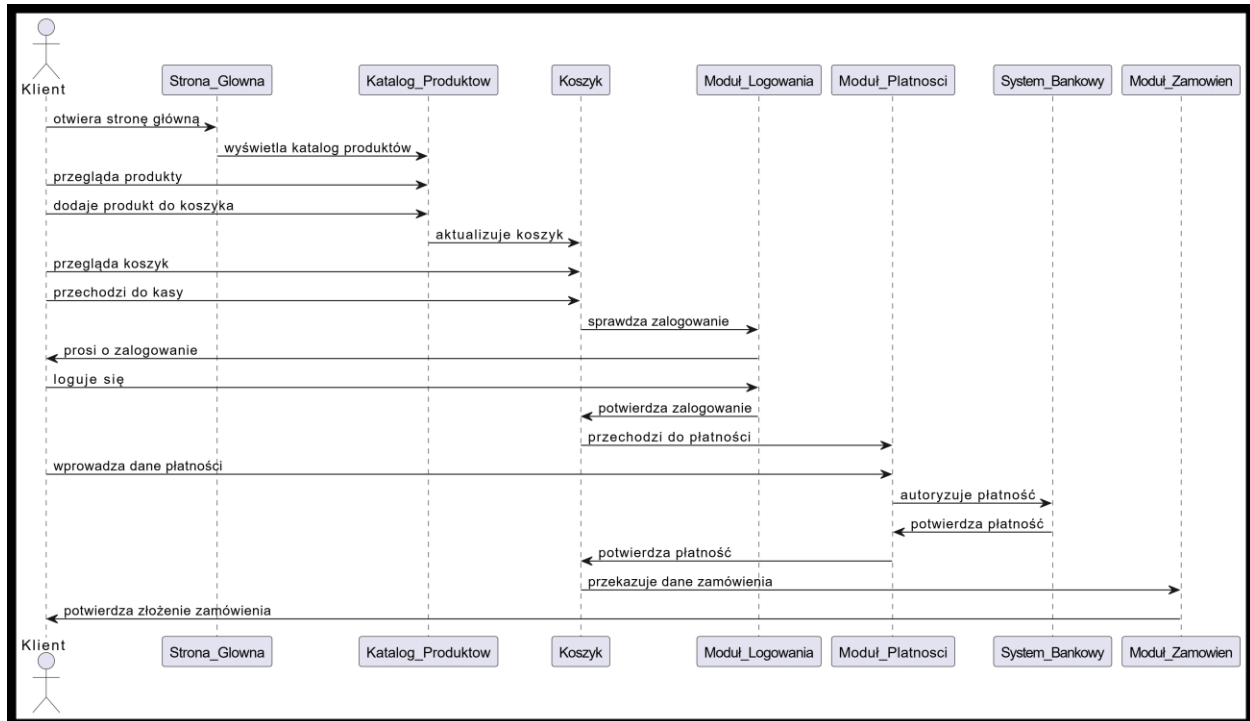 Klient Strona_Glowna Katalog_Produktow Koszyk Moduł_Logowania Moduł_Platnosci System_Bankowy Moduł_Zamowien
otwiera stronę główną
wyświetla katalog produktów
przegląda produkty
dodaje produkt do koszyka
aktualizuje koszyk
przegląda koszyk
przechodzi do kasy
sprawdza zalogowanie
prosi o zalogowanie
loguje się
potwierdza zalogowanie
przechodzi do płatności
wprowadza dane płatności
autoryzuje płatność
potwierdza płatność
potwierdza płatność
przekazuje dane zamówienia
potwierdza złożenie zamówienia
Klient Strona_Glowna Katalog_Produktow Koszyk Moduł_Logowania Moduł_Platnosci System_Bankowy Moduł_Zamowien